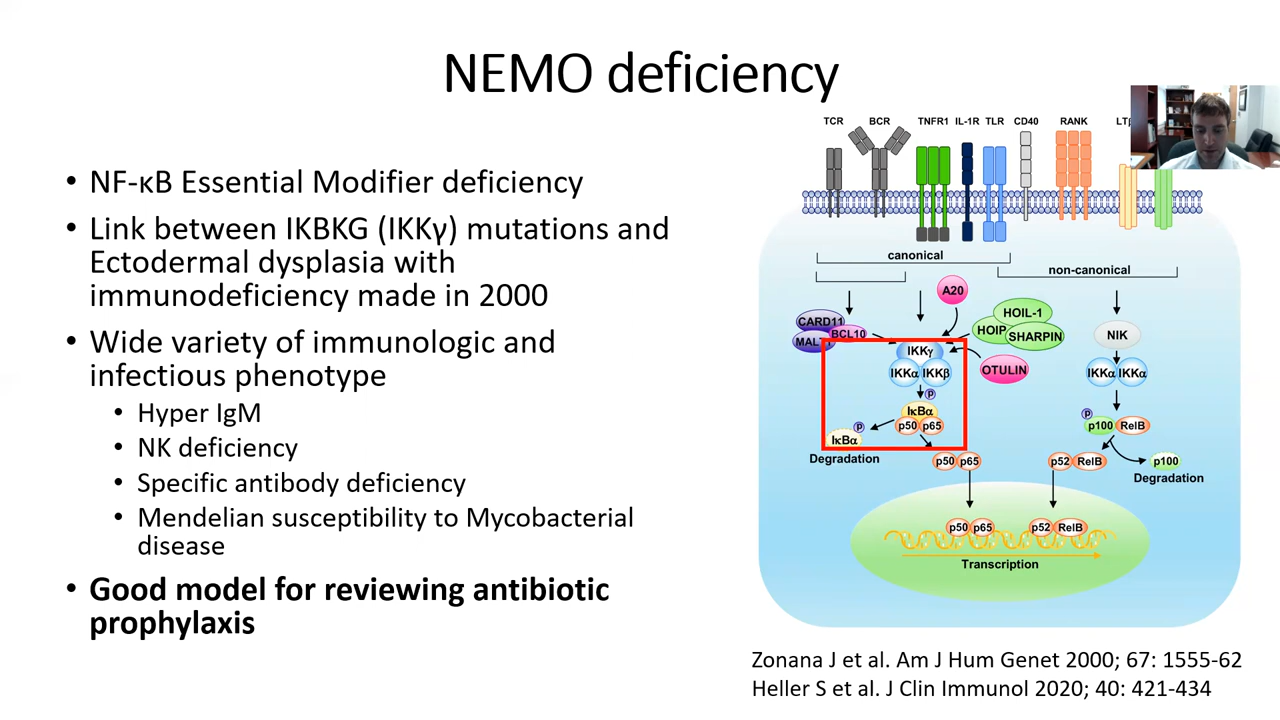 NEMO deficiency
• NF-κB Essential Modifier deficiency
• Link between IKBKG (IKKγ) mutations and
Ectodermal dysplasia with
immunodeficiency made in 2000
• Wide variety of immunologic and
infectious phenotype
• Hyper IgM
• NK deficiency
• Specific antibody deficiency
• Mendelian susceptibility to Mycobacterial
disease
• Good model for reviewing antibiotic
prophylaxis
TCR BCR TNFR1 IL-1R TLR CD40 RANK
canonical
non-canonical
A20
CARD11
BCL10
HOIL-1
HOIP
SHARPIN
OTULIN
NIK
IKKγ
IKKα IKKβ
IKKα IKKα
P
IκBα
p50 p65
P
IκBα
Degradation
P
p100 RelB
p50 p65
p52 RelB
p100
Degradation
p50 p65
p52 RelB
Transcription
Zonana J et al. Am J Hum Genet 2000; 67: 1555-62
Heller S et al. J Clin Immunol 2020; 40: 421-434